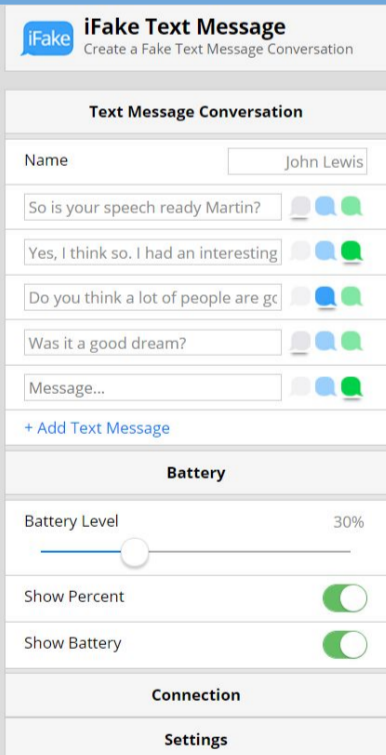 iFake
iFake Text Message
Create a Fake Text Message Conversation
Text Message Conversation
Name
John Lewis
So is your speech ready Martin?
Yes, I think so. I had an interesting
Do you think a lot of people are
Was it a good dream?
Message...
+ Add Text Message
Battery
Battery Level
30%
Show Percent
Show Battery
Connection
Settings